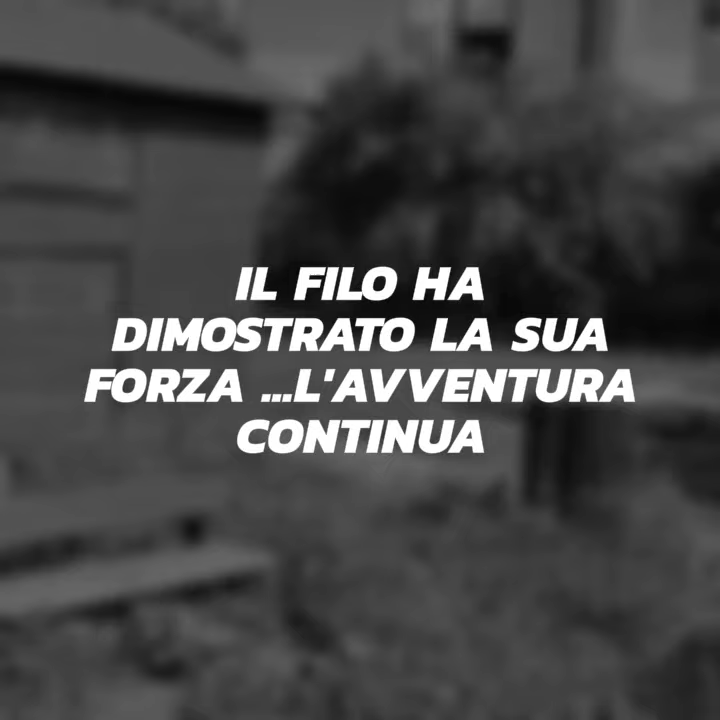 IL FILO HA
DIMOSTRATO LA SUA
FORZA ...L'AVVENTURA
CONTINUA